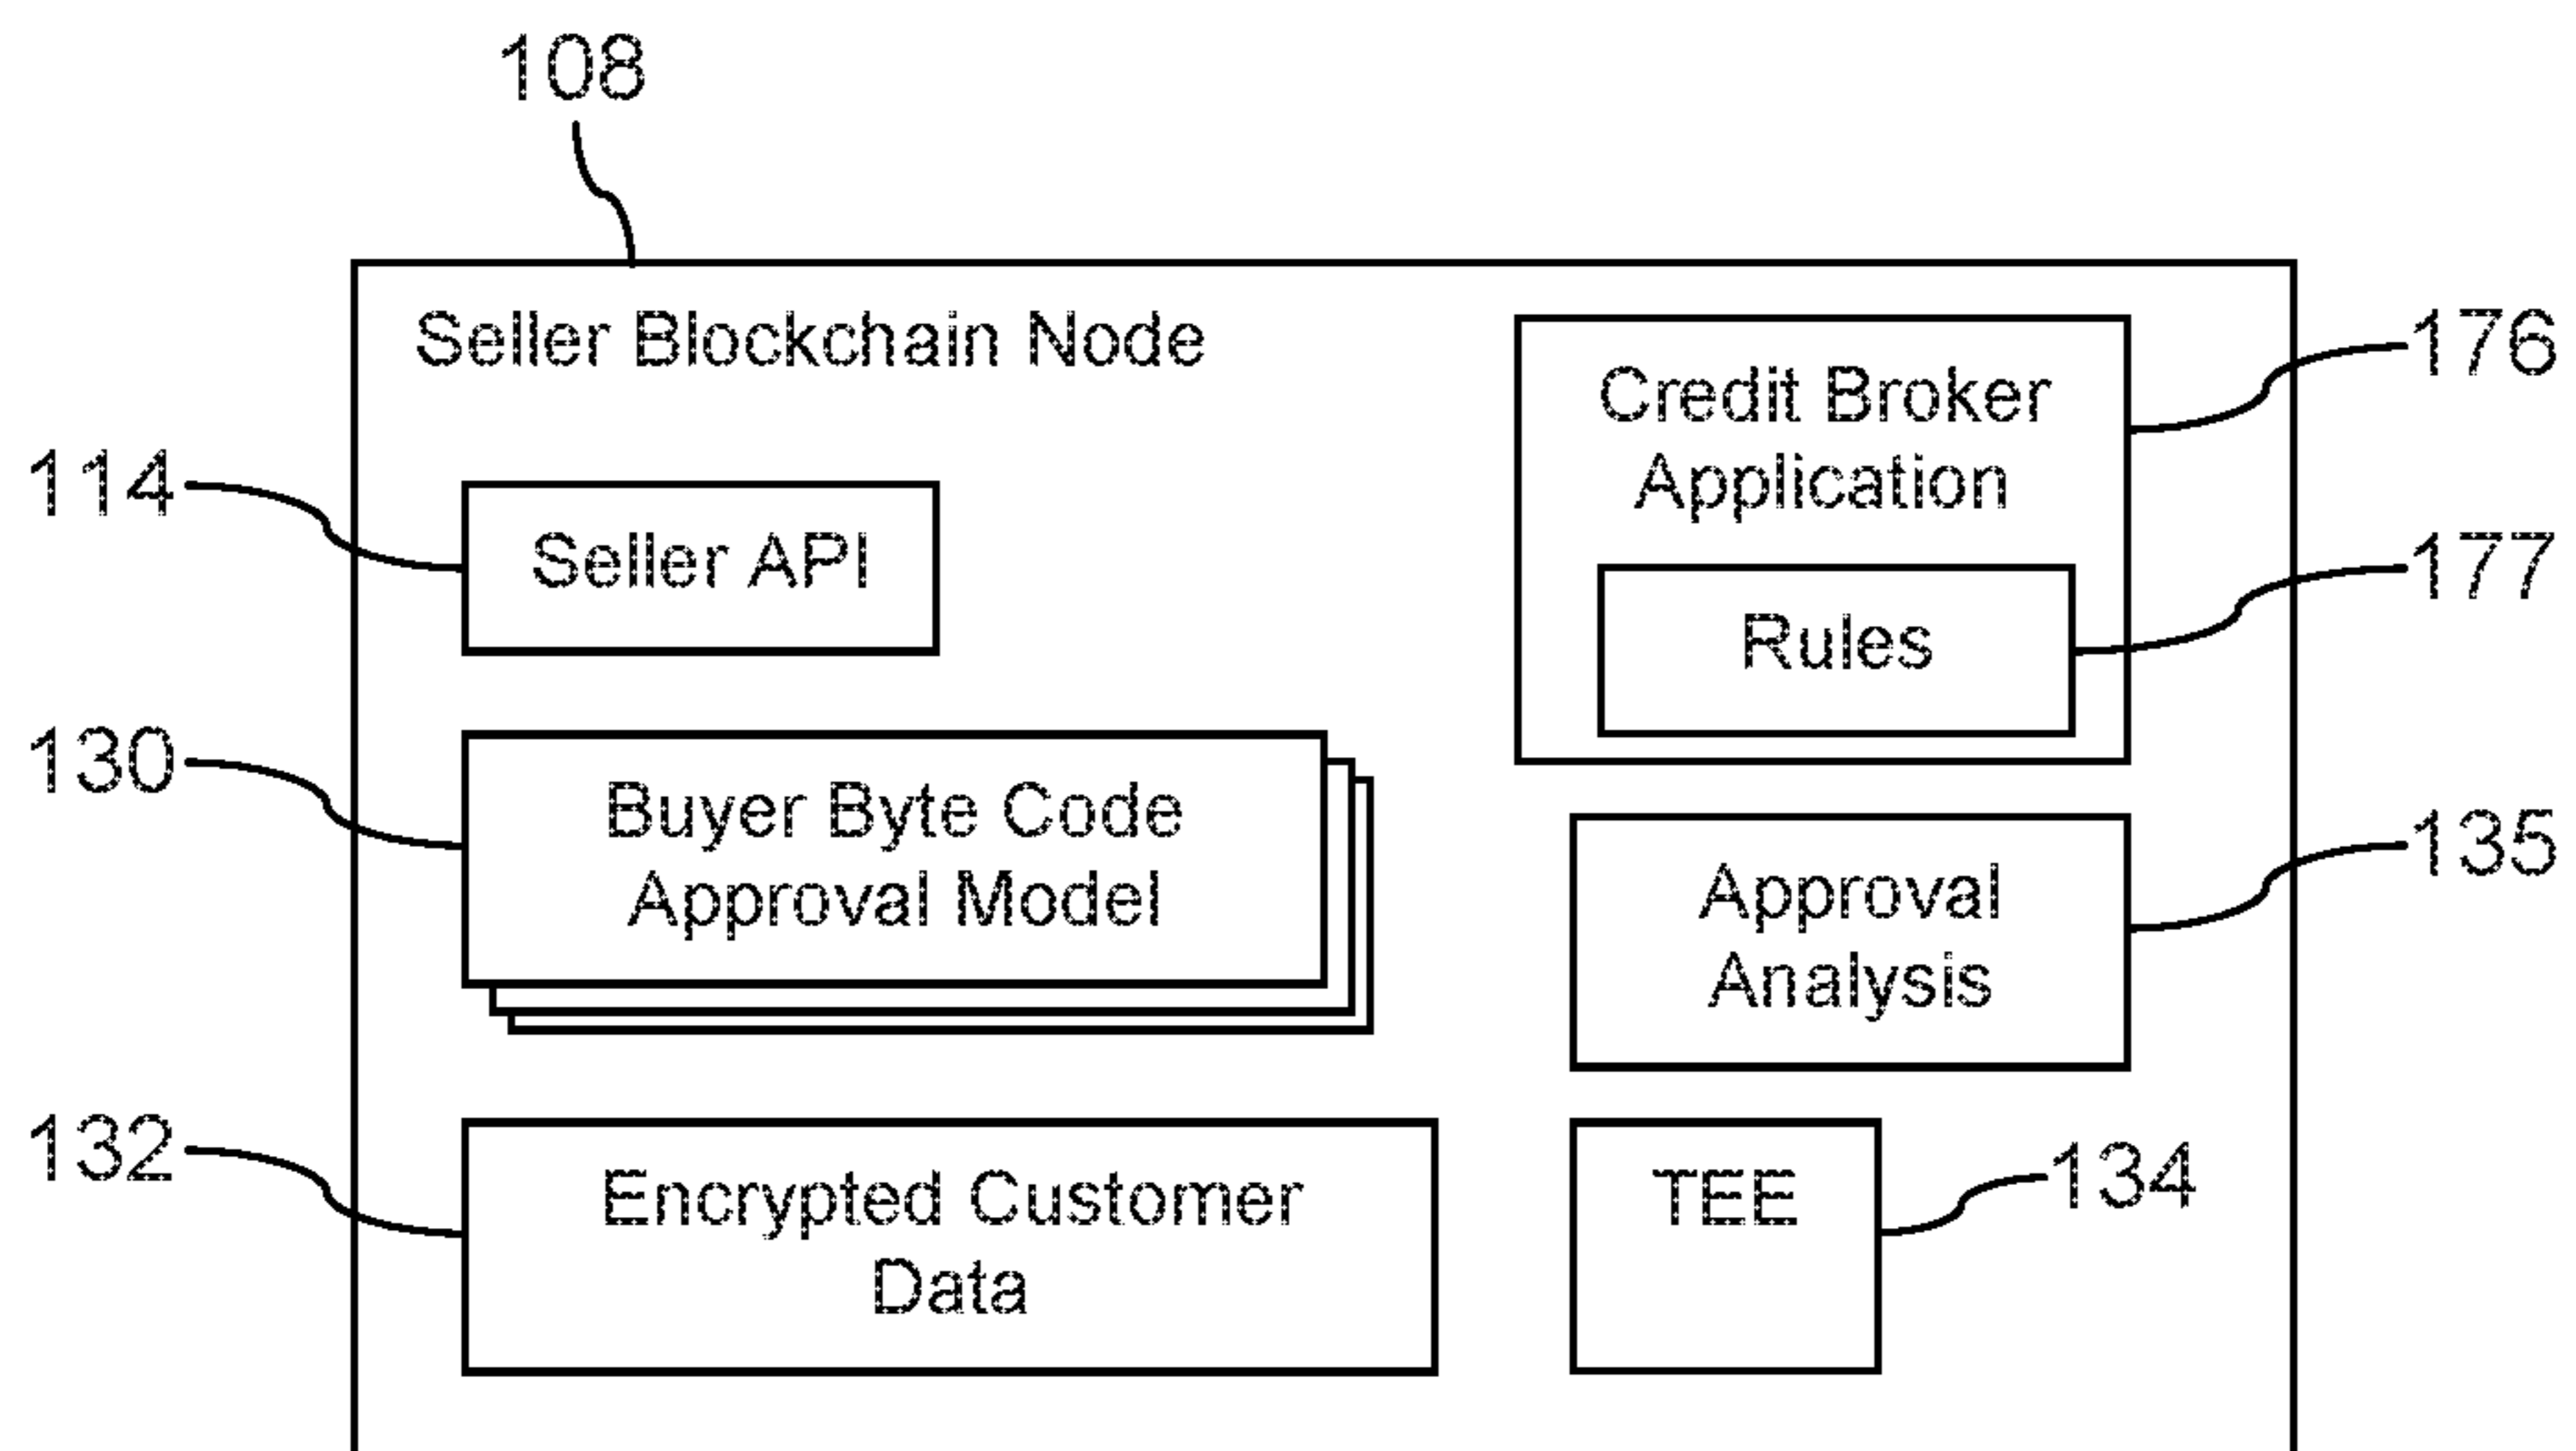 108
Seller Blockchain Node
176
Credit Broker
Application
114
Seller API
177
Rules
130
Buyer Byte Code
Approval Model
135
Approval
Analysis
132
Encrypted Customer
Data
TEE
134